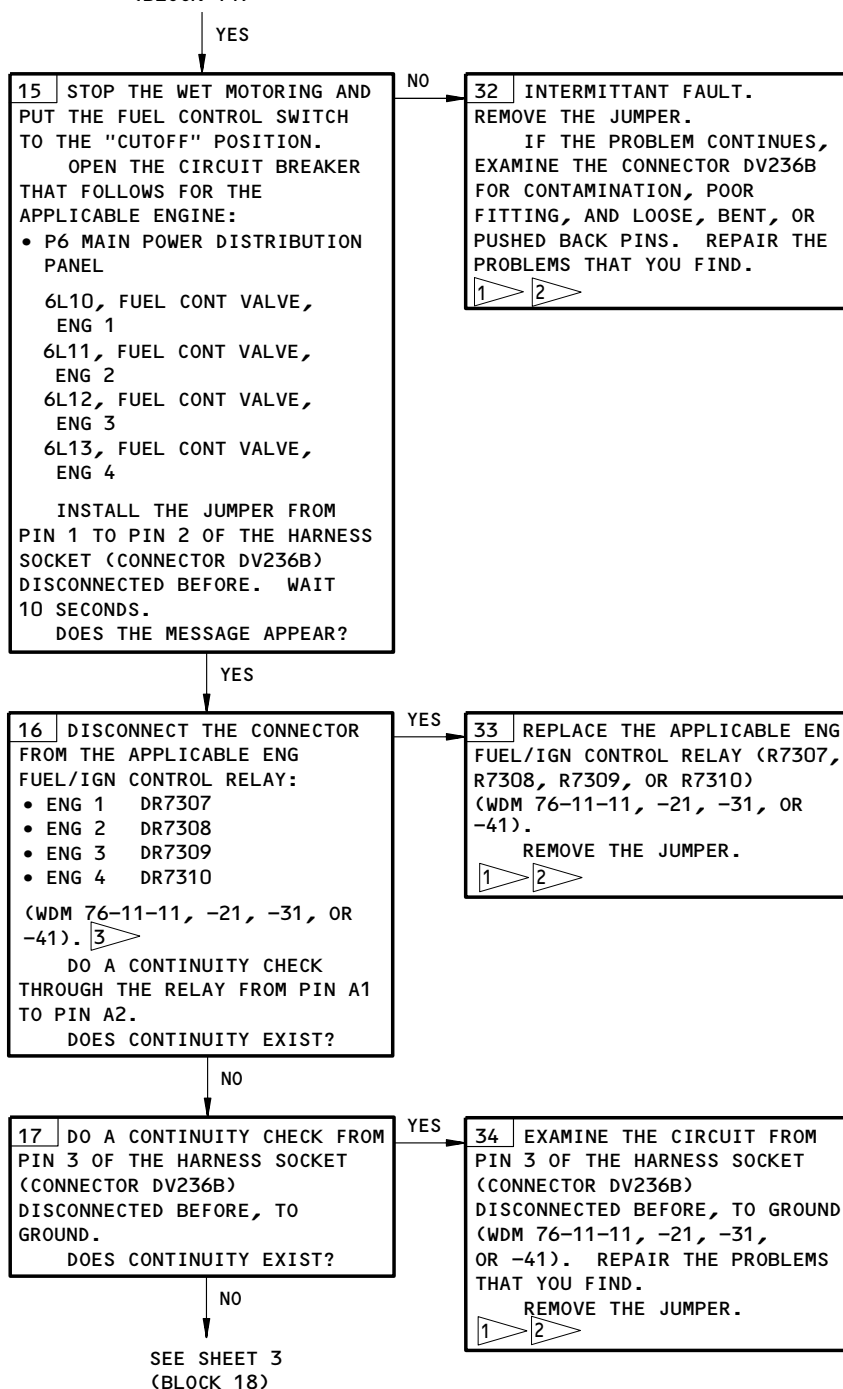 YES
15 STOP THE WET MOTORING AND
PUT THE FUEL CONTROL SWITCH
TO THE "CUTOFF" POSITION.
OPEN THE CIRCUIT BREAKER
THAT FOLLOWS FOR THE
APPLICABLE ENGINE:
• P6 MAIN POWER DISTRIBUTION
PANEL
6L10, FUEL CONT VALVE,
ENG 1
6L11, FUEL CONT VALVE,
ENG 2
6L12, FUEL CONT VALVE,
ENG 3
6L13, FUEL CONT VALVE,
ENG 4
INSTALL THE JUMPER FROM
PIN 1 TO PIN 2 OF THE HARNESS
SOCKET (CONNECTOR DV236B)
DISCONNECTED BEFORE. WAIT
10 SECONDS.
DOES THE MESSAGE APPEAR?
NO
32 INTERMITTANT FAULT.
REMOVE THE JUMPER.
IF THE PROBLEM CONTINUES,
EXAMINE THE CONNECTOR DV236B
FOR CONTAMINATION, POOR
FITTING, AND LOOSE, BENT, OR
PUSHED BACK PINS. REPAIR THE
PROBLEMS THAT YOU FIND.
1 2
YES
16 DISCONNECT THE CONNECTOR
FROM THE APPLICABLE ENG
FUEL/IGN CONTROL RELAY:
• ENG 1 DR7307
• ENG 2 DR7308
• ENG 3 DR7309
• ENG 4 DR7310
(WDM 76-11-11, -21, -31, OR
-41). 3
DO A CONTINUITY CHECK
THROUGH THE RELAY FROM PIN A1
TO PIN A2.
DOES CONTINUITY EXIST?
YES
33 REPLACE THE APPLICABLE ENG
FUEL/IGN CONTROL RELAY (R7307,
R7308, R7309, OR R7310)
(WDM 76-11-11, -21, -31, OR
-41).
REMOVE THE JUMPER.
1 2
NO
17 DO A CONTINUITY CHECK FROM
PIN 3 OF THE HARNESS SOCKET
(CONNECTOR DV236B)
DISCONNECTED BEFORE, TO
GROUND.
DOES CONTINUITY EXIST?
YES
34 EXAMINE THE CIRCUIT FROM
PIN 3 OF THE HARNESS SOCKET
(CONNECTOR DV236B)
DISCONNECTED BEFORE, TO GROUND
(WDM 76-11-11, -21, -31,
OR -41). REPAIR THE PROBLEMS
THAT YOU FIND.
REMOVE THE JUMPER.
1 2
NO
SEE SHEET 3
(BLOCK 18)